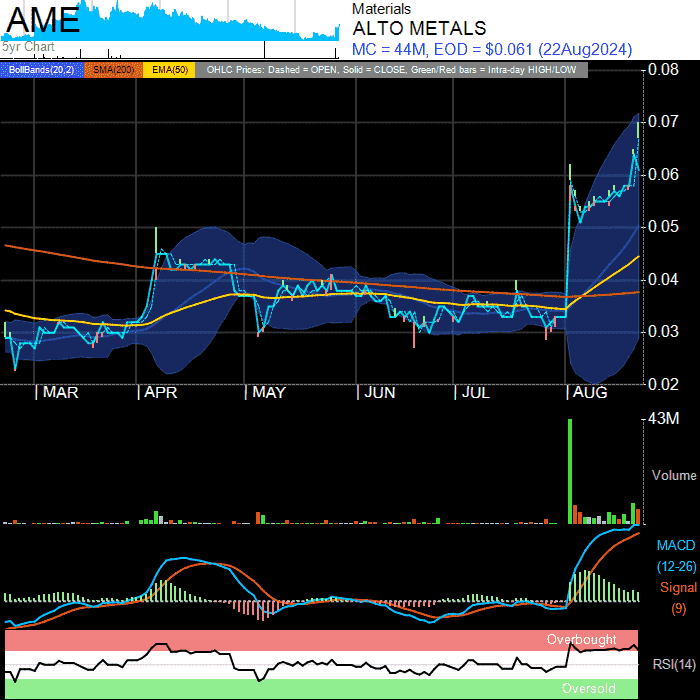 AME
5yr Chart
Materials
ALTO METALS
MC = 44M, EOD = $0.061 (22Aug2024)
BollBands(20,2) SMA(200) EMA(50) OHLC Prices: Dashed = OPEN, Solid = CLOSE, Green/Red bars = Intra-day HIGH/LOW
0.08
0.07
0.06
0.05
0.04
0.03
0.02
MAR APR MAY JUN JUL AUG
43M
Volume
MACD
(12-26)
Signal
(9)
Overbought
RSI(14)
Oversold